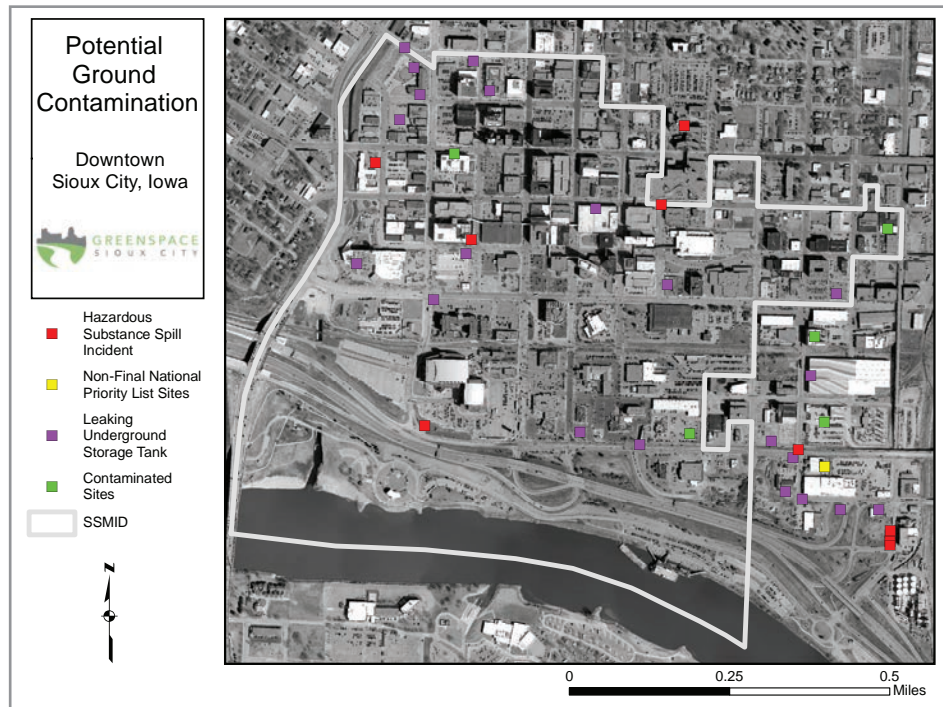 Potential
Ground
Contamination
Downtown
Sioux City, Iowa
GREENSPACE
SIOUX CITY
Hazardous
Substance Spill
Incident
Non-Final National
Priority List Sites
Leaking
Underground
Storage Tank
Contaminated
Sites
SSMID
N
0 0.25 0.5
Miles